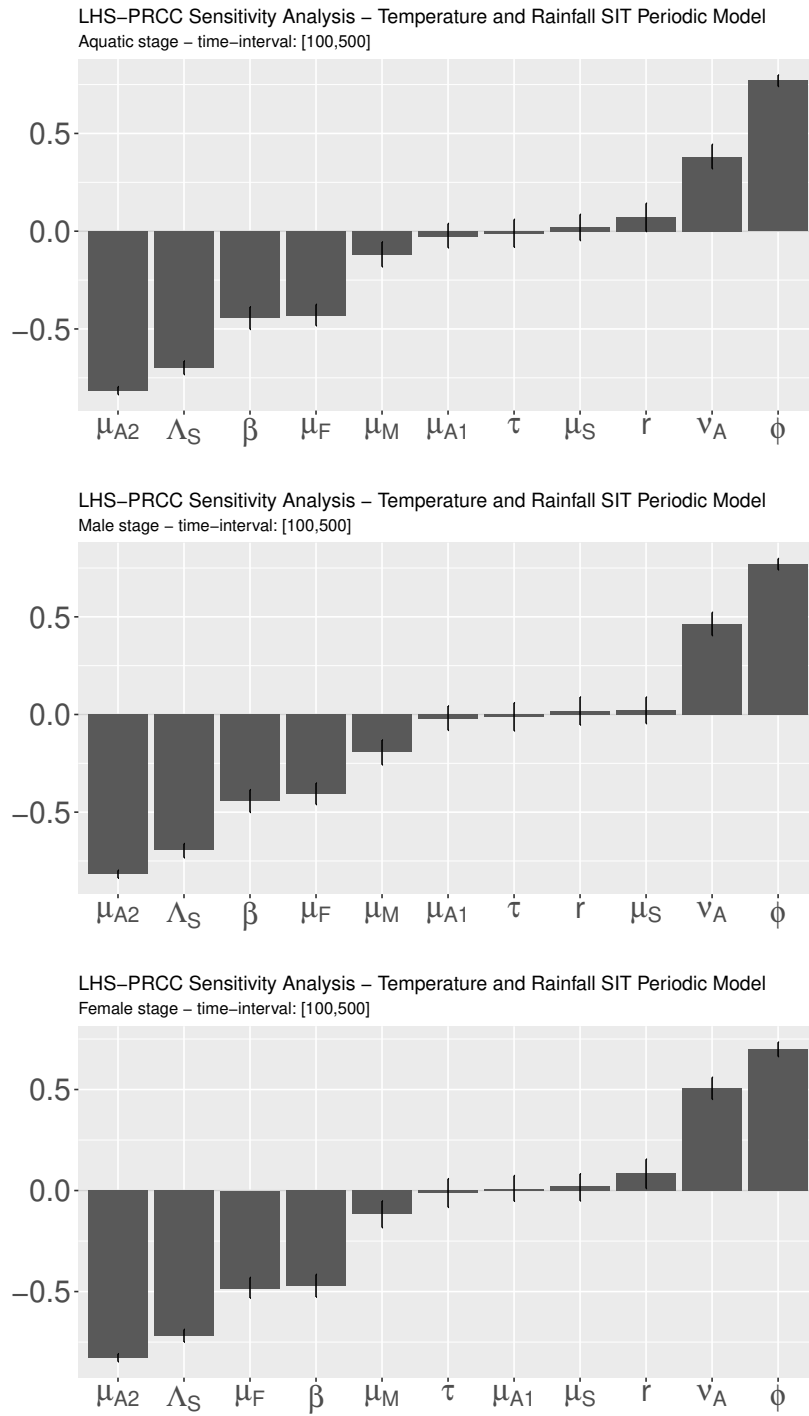 LHS−PRCC Sensitivity Analysis − Temperature and Rainfall SIT Periodic Model
Aquatic stage − time−interval: [100,500]
0.5
0.0
−0.5
μA2 ΛS β μF μM μA1 τ μS r νA ϕ
LHS−PRCC Sensitivity Analysis − Temperature and Rainfall SIT Periodic Model
Male stage − time−interval: [100,500]
0.5
0.0
−0.5
μA2 ΛS β μF μM μA1 τ r μS νA ϕ
LHS−PRCC Sensitivity Analysis − Temperature and Rainfall SIT Periodic Model
Female stage − time−interval: [100,500]
0.5
0.0
−0.5
μA2 ΛS μF β μM τ μA1 μS r νA ϕ